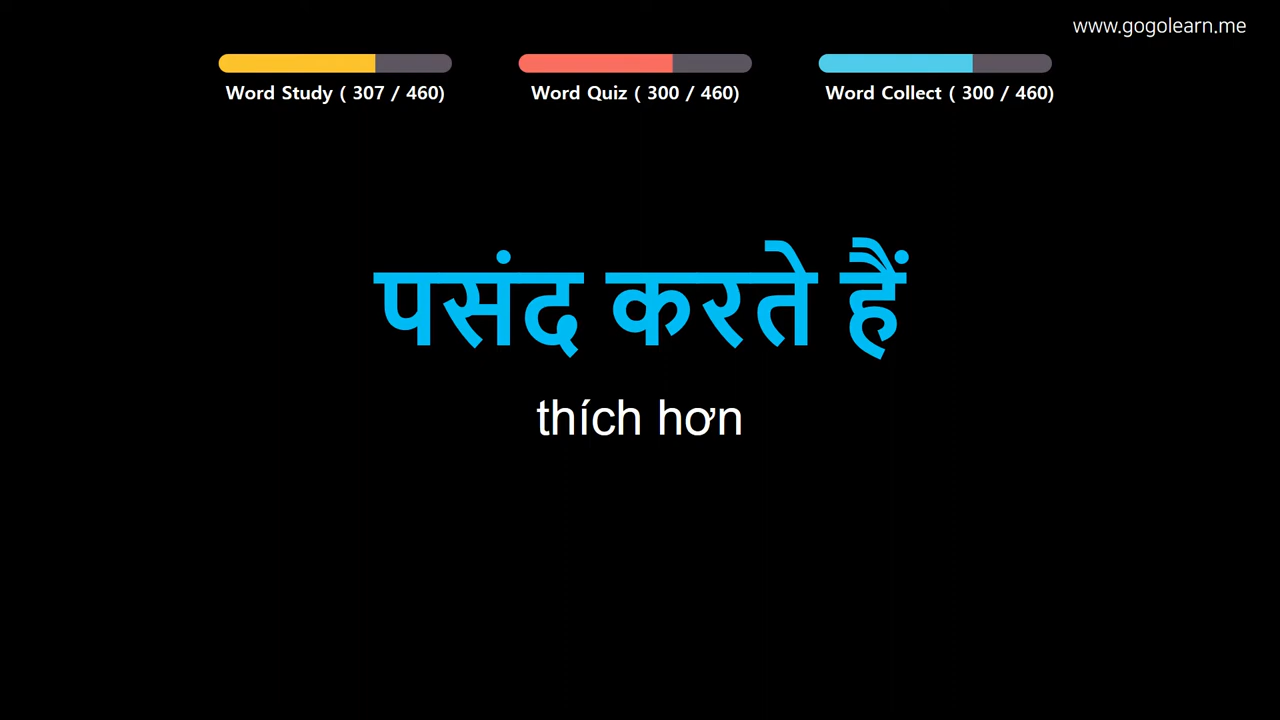 www.gogolearn.me
Word Study ( 307 / 460)
Word Quiz ( 300 / 460)
Word Collect ( 300 / 460)
पसंद करते हैं
thích hơn